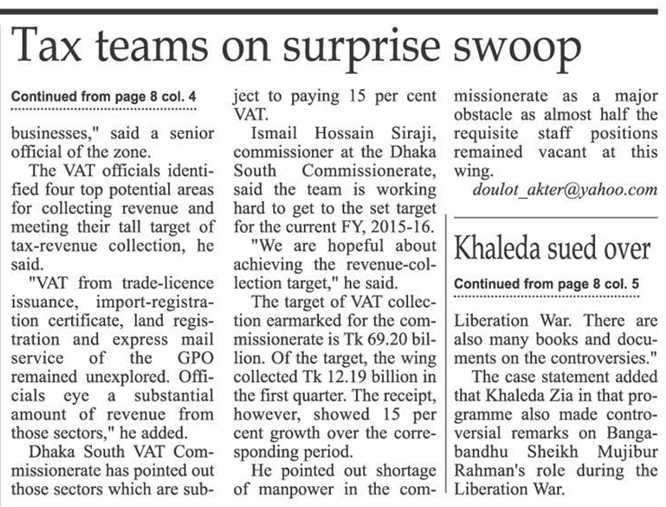 Tax teams on surprise swoop
Continued from page 8 col. 4
businesses," said a senior
official of the zone.
The VAT officials identi-
fied four top potential areas
for collecting revenue and
meeting their tall target of
tax-revenue collection, he
said.
"VAT from trade-licence
issuance, import-registra-
tion certificate, land regis-
tration and express mail
service of the GPO
remained unexplored. Offi-
cials eye a substantial
amount of revenue from
those sectors," he added.
Dhaka South VAT Com-
missionerate has pointed out
those sectors which are sub-
ject to paying 15 per cent
VAT.
Ismail Hossain Siraji,
commissioner at the Dhaka
South Commissionerate,
said the team is working
hard to get to the set target
for the current FY, 2015-16.
"We are hopeful about
achieving the revenue-col-
lection target," he said.
The target of VAT collec-
tion earmarked for the com-
missionerate is Tk 69.20 bil-
lion. Of the target, the wing
collected Tk 12.19 billion in
the first quarter. The receipt,
however, showed 15 per
cent growth over the corre-
sponding period.
He pointed out shortage
of manpower in the com-
missionerate as a major
obstacle as almost half the
requisite staff positions
remained vacant at this
wing.
doulot_akter@yahoo.com
Khaleda sued over
Continued from page 8 col. 5
Liberation War. There are
also many books and docu-
ments on the controversies."
The case statement added
that Khaleda Zia in that pro-
gramme also made contro-
versial remarks on Banga-
bandhu Sheikh Mujibur
Rahman's role during the
Liberation War.